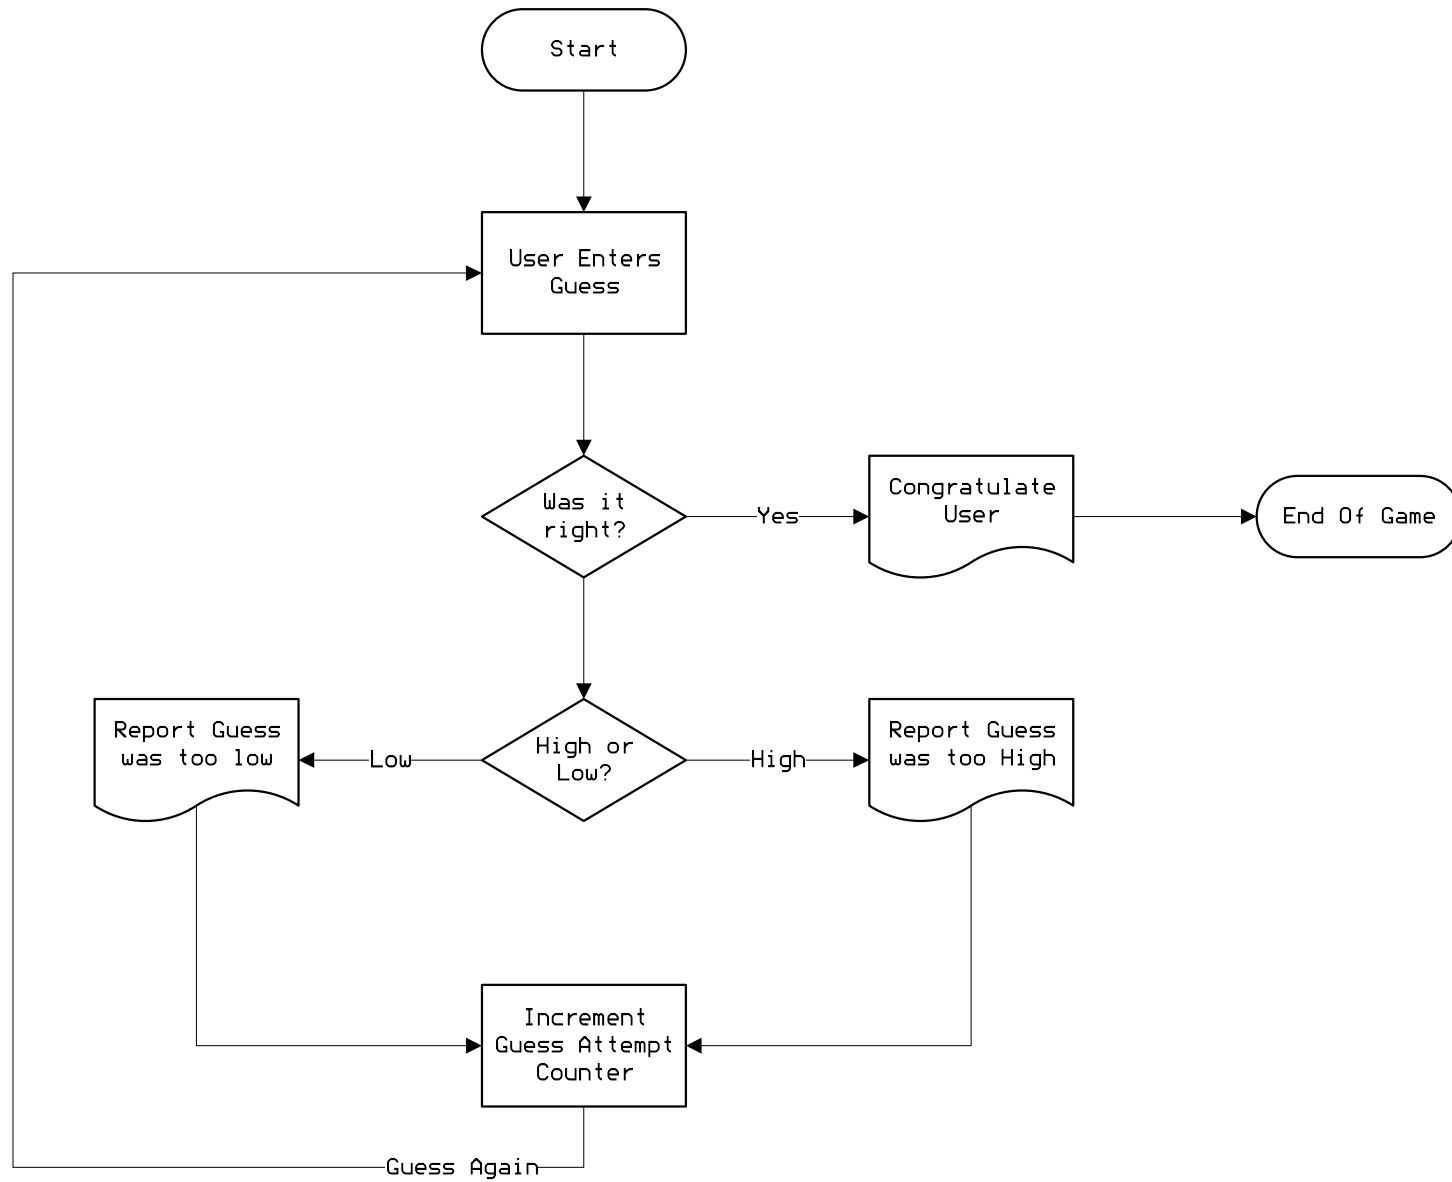 Start
User Enters
Guess
Was it
right?
Yes
Congratulate
User
End Of Game
Report Guess
was too low
Low
High or
Low?
High
Report Guess
was too High
Increment
Guess Attempt
Counter
Guess Again